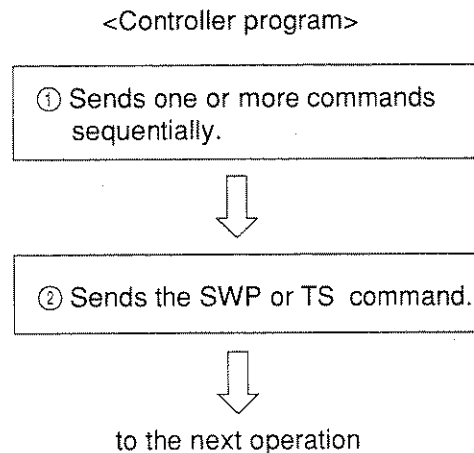 <Controller program>
① Sends one or more commands
sequentially.
② Sends the SWP or TS command.
to the next operation